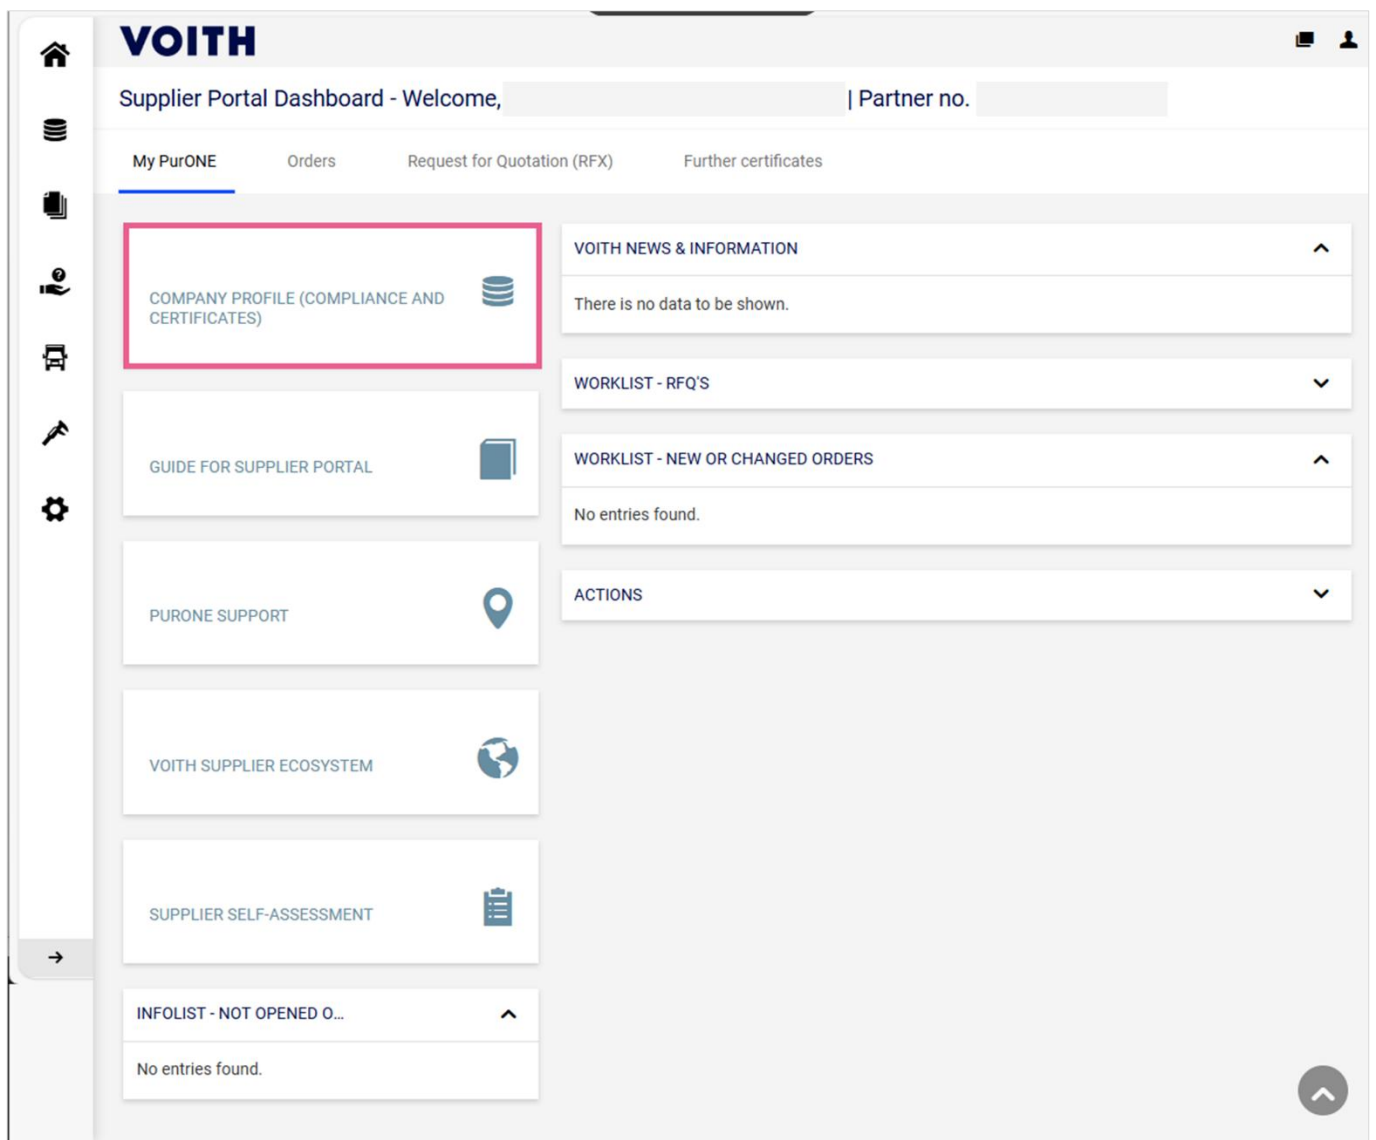 VOITH
Supplier Portal Dashboard - Welcome, | Partner no.
My PurONE Orders Request for Quotation (RFX) Further certificates
COMPANY PROFILE (COMPLIANCE AND
CERTIFICATES)
GUIDE FOR SUPPLIER PORTAL
PURONE SUPPORT
VOITH SUPPLIER ECOSYSTEM
SUPPLIER SELF-ASSESSMENT
INFOLIST - NOT OPENED O...
No entries found.
VOITH NEWS & INFORMATION
There is no data to be shown.
WORKLIST - RFQ'S
WORKLIST - NEW OR CHANGED ORDERS
No entries found.
ACTIONS